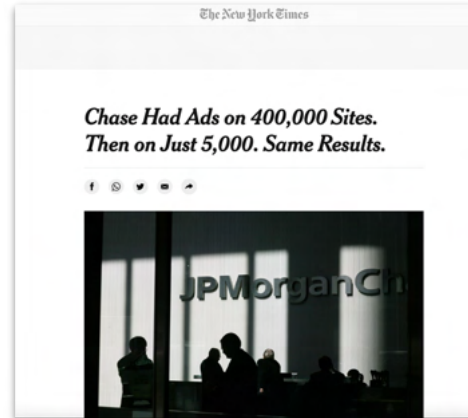 The New York Times
Chase Had Ads on 400,000 Sites.
Then on Just 5,000. Same Results.
JPMorganCh